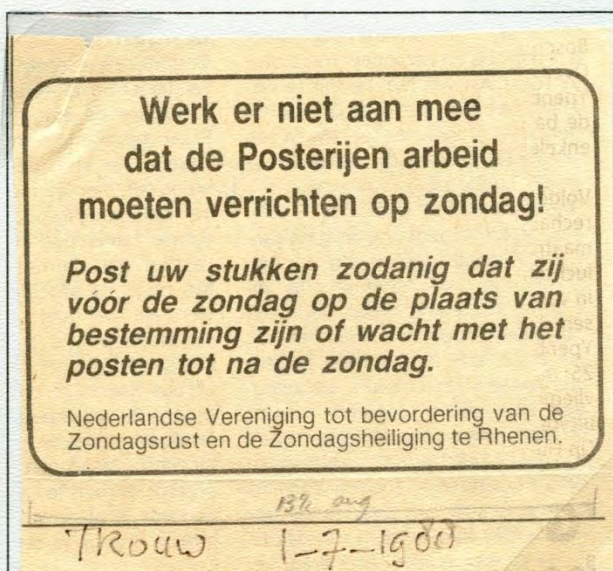 Werk er niet aan mee
dat de Posterijen arbeid
moeten verrichten op zondag!
Post uw stukken zodanig dat zij
vóór de zondag op de plaats van
bestemming zijn of wacht met het
posten tot na de zondag.
Nederlandse Vereniging tot bevordering van de
Zondagsrust en de Zondagsheiliging te Rhenen.
TROUW 1-7-1988